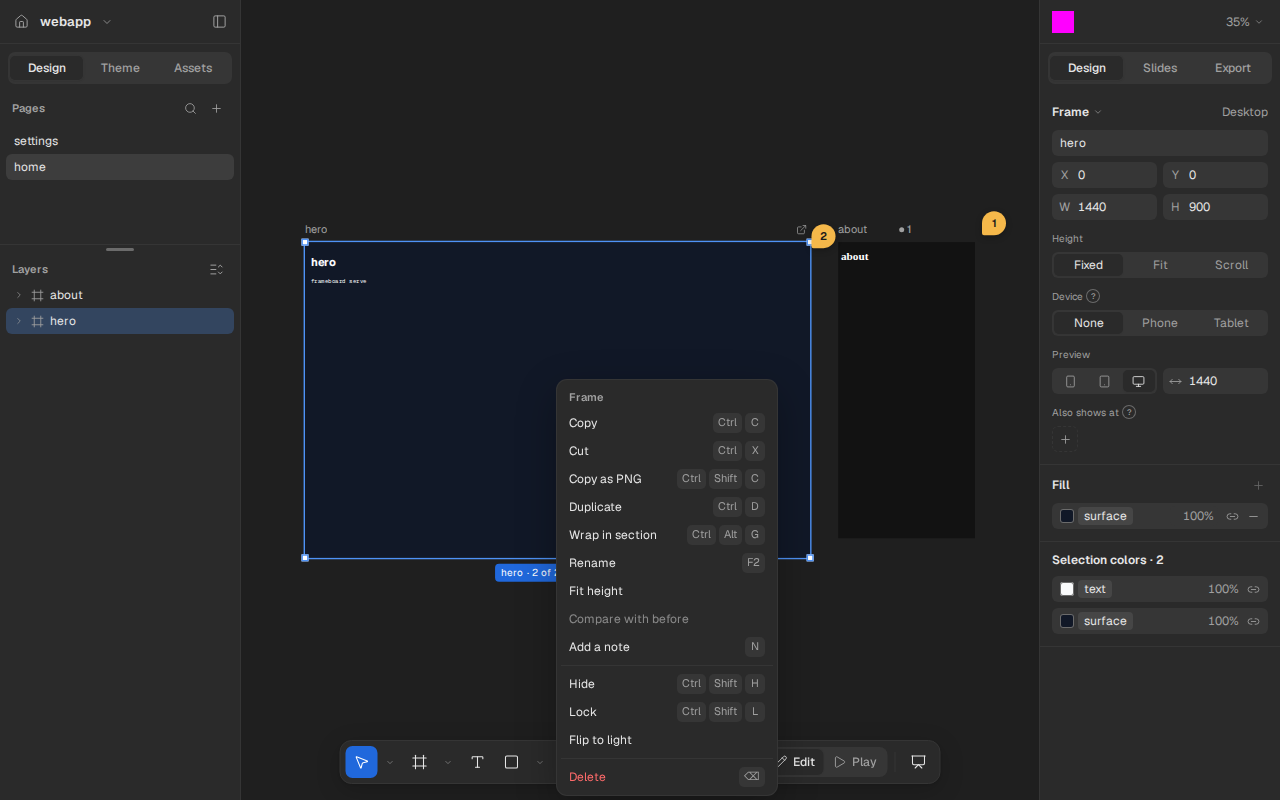 webapp
Design Theme Assets
Pages
settings
home
Layers
about
hero
hero
2
about
1
1
hero
frameboard serve
about
hero · 2 of
Frame
Copy Ctrl C
Cut Ctrl X
Copy as PNG Ctrl Shift C
Duplicate Ctrl D
Wrap in section Ctrl Alt G
Rename F2
Fit height
Compare with before
Add a note N
Hide Ctrl Shift H
Lock Ctrl Shift L
Flip to light
Delete ⌫
Edit Play
35%
Design Slides Export
Frame Desktop
hero
X 0 Y 0
W 1440 H 900
Height
Fixed Fit Scroll
Device ?
None Phone Tablet
Preview
1440
Also shows at ?
Fill
surface 100%
Selection colors · 2
text 100%
surface 100%